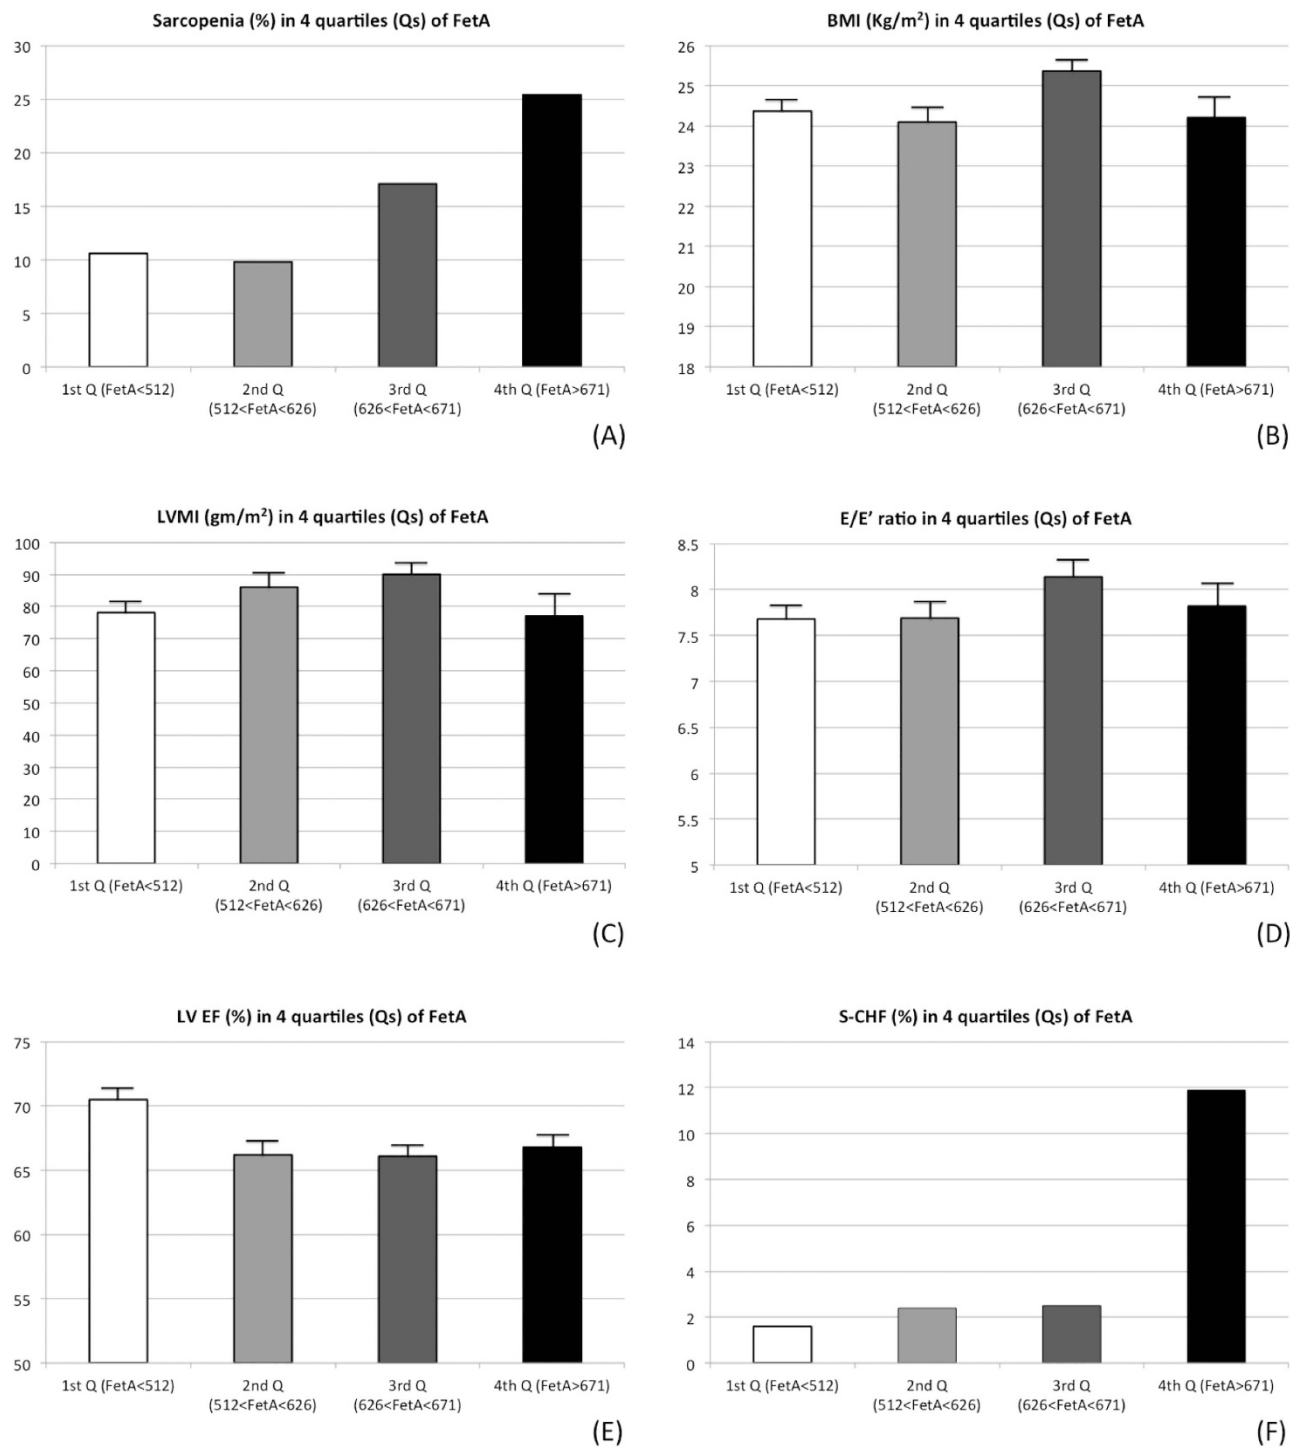 Sarcopenia (%) in 4 quartiles (Qs) of FetA
30
25
20
15
10
5
0
1st Q (FetA<512)
2nd Q
(512<FetA<626)
3rd Q
(626<FetA<671)
4th Q (FetA>671)
(A)
BMI (Kg/m²) in 4 quartiles (Qs) of FetA
26
25
24
23
22
21
20
19
18
1st Q (FetA<512)
2nd Q
(512<FetA<626)
3rd Q
(626<FetA<671)
4th Q (FetA>671)
(B)
LVMI (gm/m²) in 4 quartiles (Qs) of FetA
100
90
80
70
60
50
40
30
20
10
0
1st Q (FetA<512)
2nd Q
(512<FetA<626)
3rd Q
(626<FetA<671)
4th Q (FetA>671)
(C)
E/E’ ratio in 4 quartiles (Qs) of FetA
8.5
8
7.5
7
6.5
6
5.5
5
1st Q (FetA<512)
2nd Q
(512<FetA<626)
3rd Q
(626<FetA<671)
4th Q (FetA>671)
(D)
LV EF (%) in 4 quartiles (Qs) of FetA
75
70
65
60
55
50
1st Q (FetA<512)
2nd Q
(512<FetA<626)
3rd Q
(626<FetA<671)
4th Q (FetA>671)
(E)
S-CHF (%) in 4 quartiles (Qs) of FetA
14
12
10
8
6
4
2
0
1st Q (FetA<512)
2nd Q
(512<FetA<626)
3rd Q
(626<FetA<671)
4th Q (FetA>671)
(F)